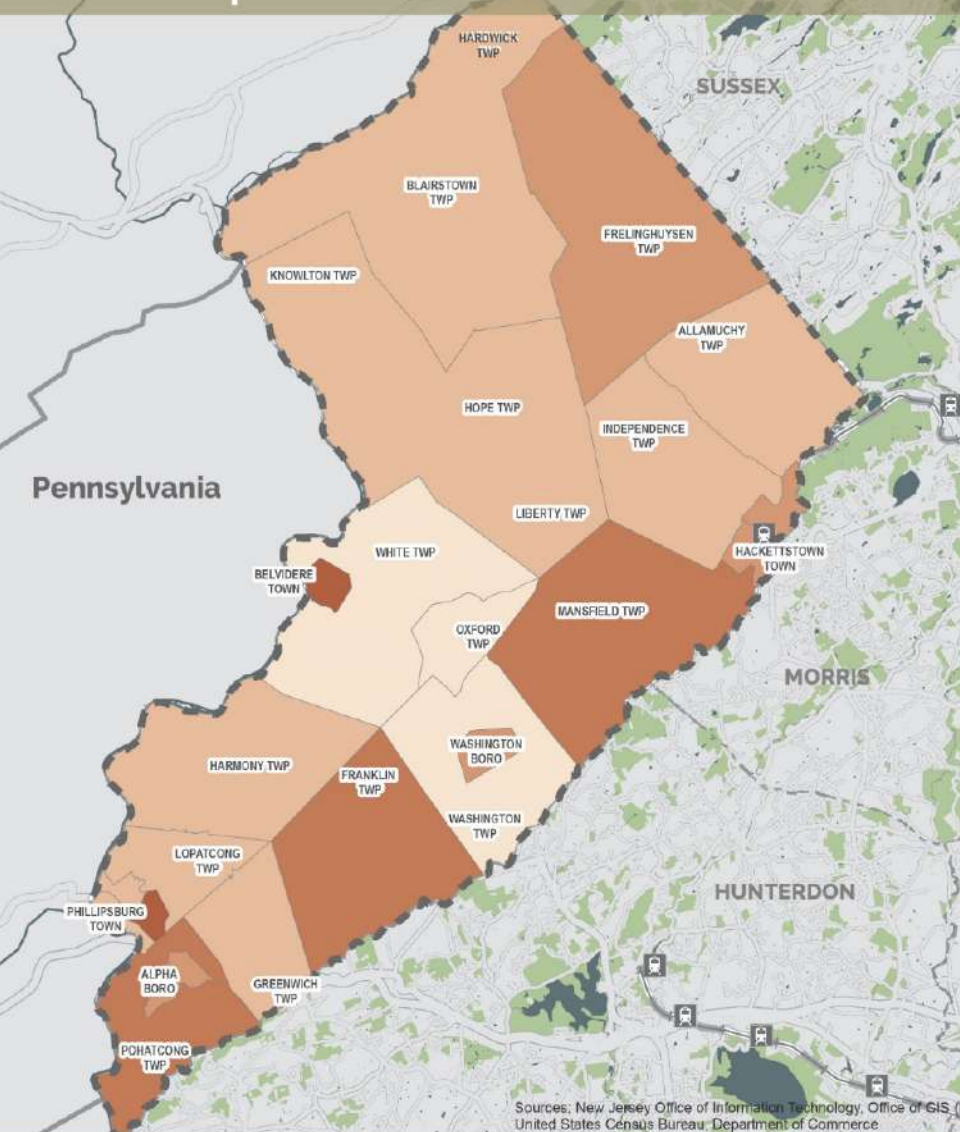 HARDWICK
TWP
SUSSEX
BLAIRSTOWN
TWP
FRELINGHUYSEN
TWP
KNOWLTON TWP
ALLAMUCHY
TWP
HOPE TWP
INDEPENDENCE
TWP
Pennsylvania
LIBERTY TWP
WHITE TWP
HACKETTSTOWN
TOWN
BELVIDERE
TOWN
MANSFIELD TWP
OXFORD
TWP
MORRIS
WASHINGTON
BORO
HARMONY TWP
FRANKLIN
TWP
WASHINGTON
TWP
LOPATCONG
TWP
HUNTERDON
PHILLIPSBURG
TOWN
ALPHA
BORO
GREENWICH
TWP
POHATCONG
TWP
Sources: New Jersey Office of Information Technology, Office of GIS (
United States Census Bureau, Department of Commerce